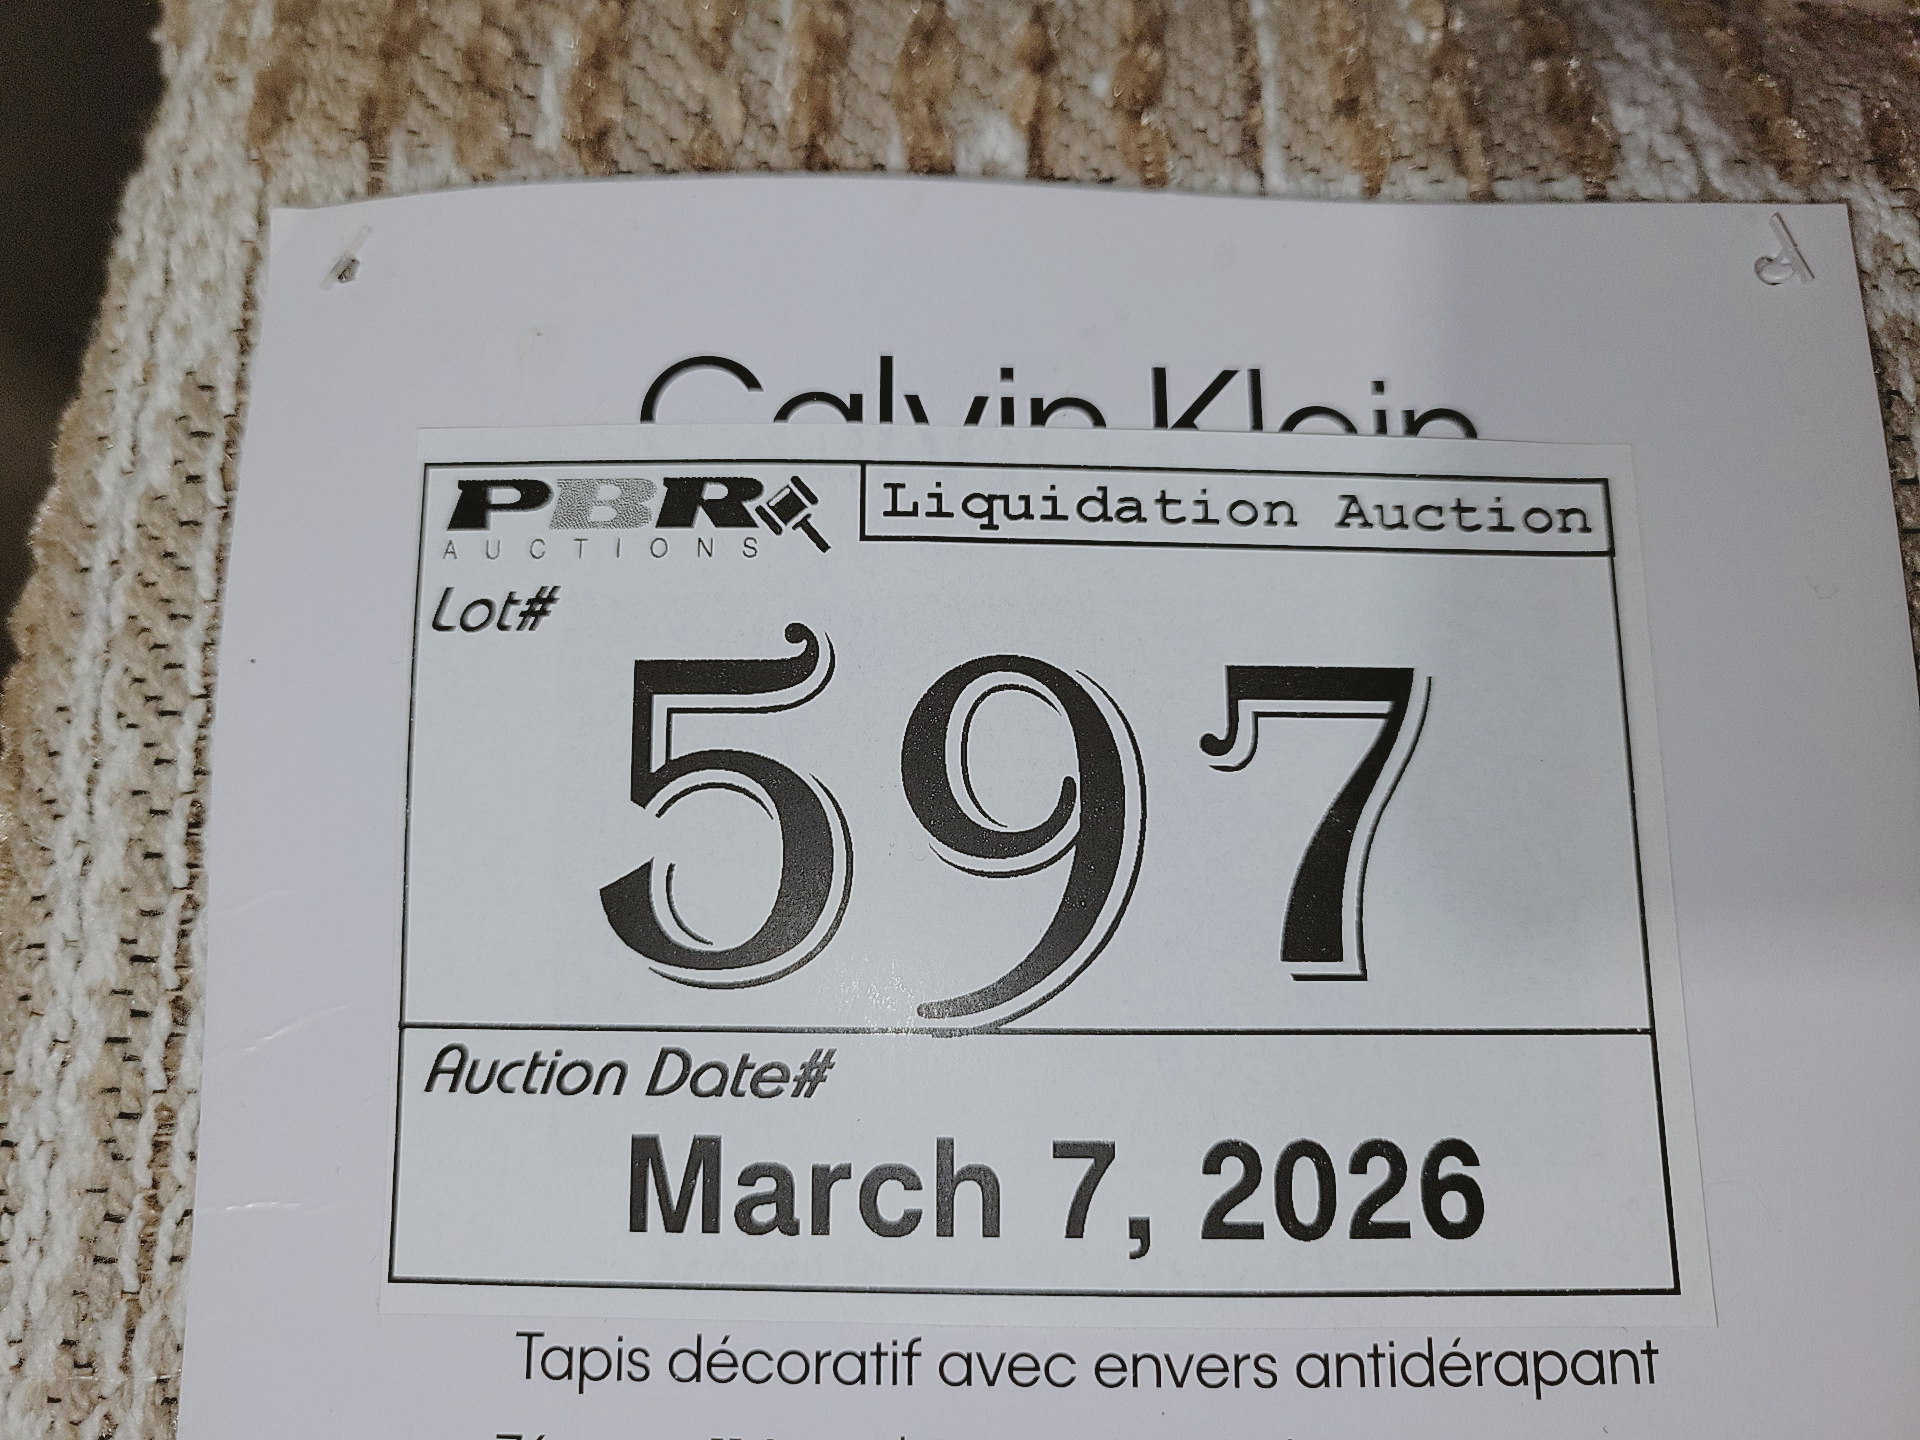 Calvin Klein
PBR
AUCTIONS
Liquidation Auction
Lot#
597
Auction Date#
March 7, 2026
Tapis décoratif avec envers antidérapant